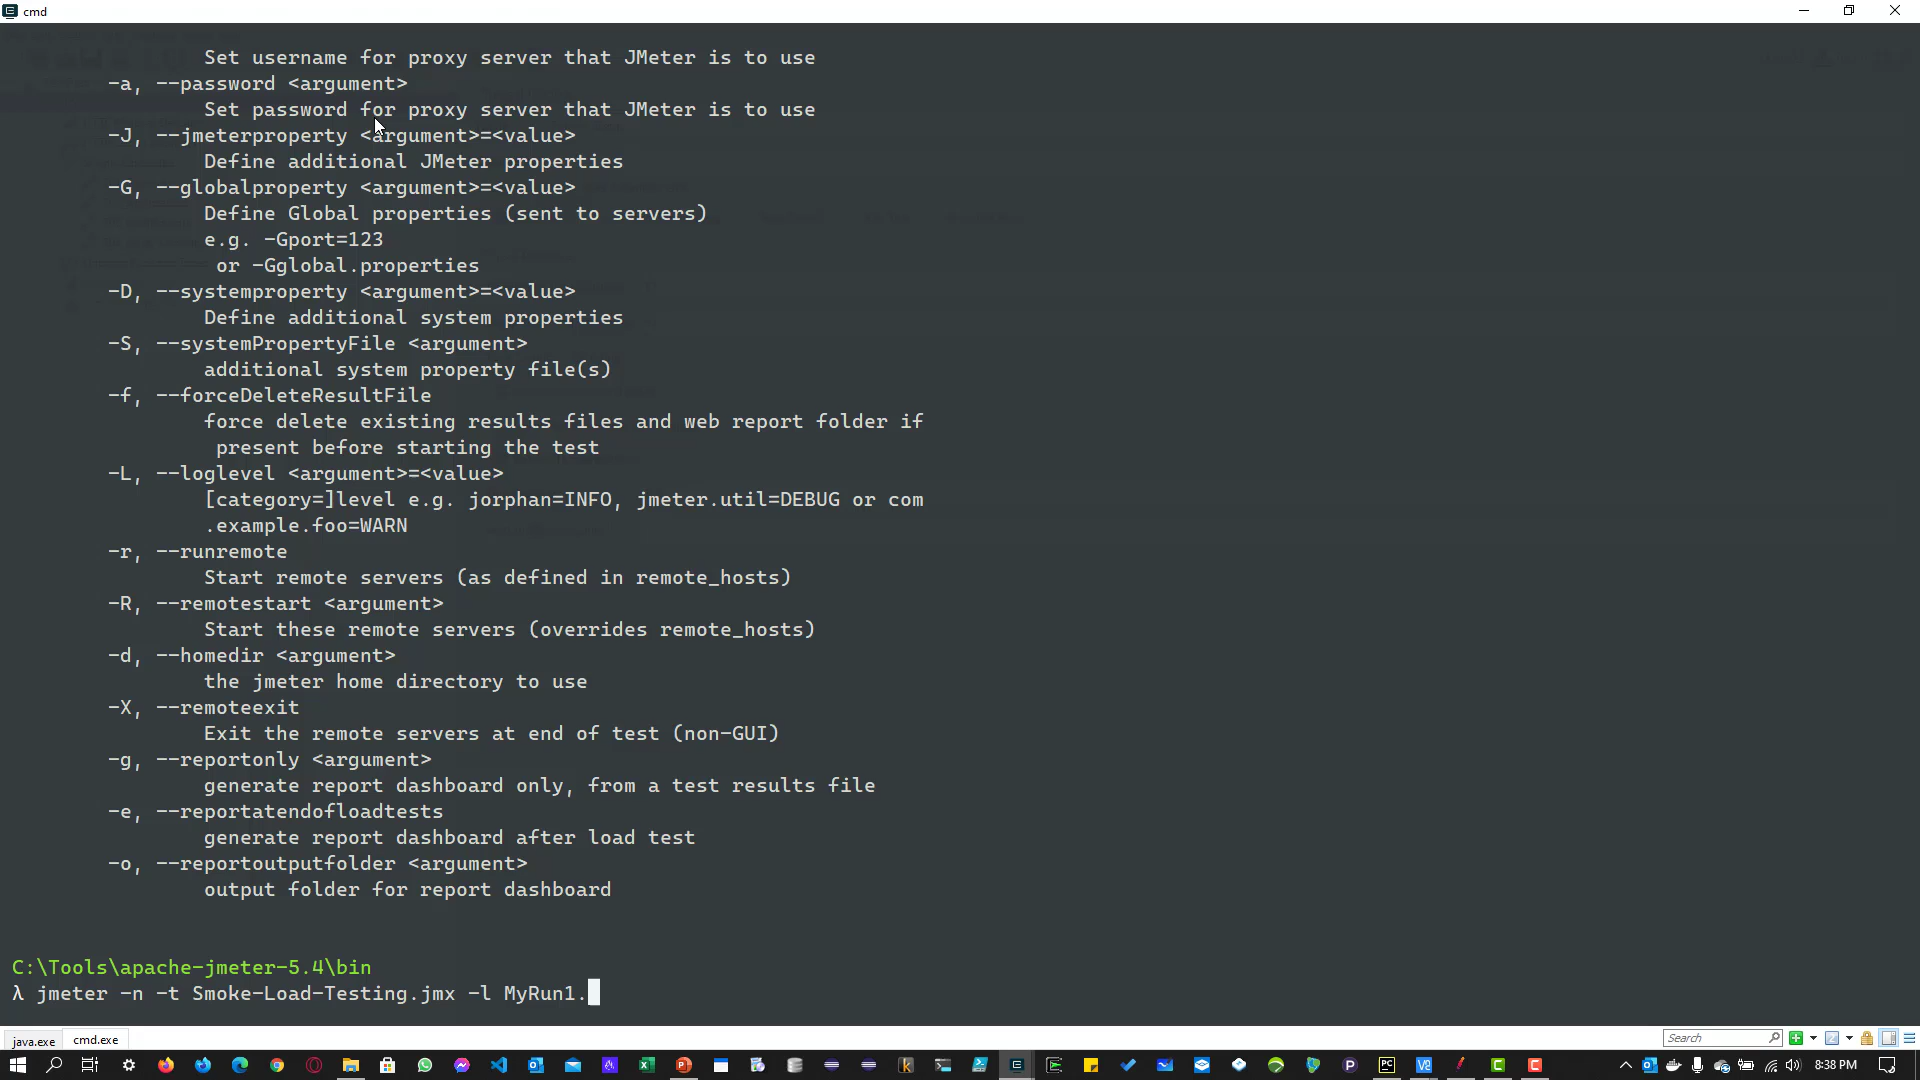 cmd
Set username for proxy server that JMeter is to use
-a, --password <argument>
Set password for proxy server that JMeter is to use
-J, --jmeterproperty <argument>=<value>
Define additional JMeter properties
-G, --globalproperty <argument>=<value>
Define Global properties (sent to servers)
e.g. -Gport=123
or -Gglobal.properties
-D, --systemproperty <argument>=<value>
Define additional system properties
-S, --systemPropertyFile <argument>
additional system property file(s)
-f, --forceDeleteResultFile
force delete existing results files and web report folder if
present before starting the test
-L, --loglevel <argument>=<value>
[category=]level e.g. jorphan=INFO, jmeter.util=DEBUG or com
.example.foo=WARN
-r, --runremote
Start remote servers (as defined in remote_hosts)
-R, --remotestart <argument>
Start these remote servers (overrides remote_hosts)
-d, --homedir <argument>
the jmeter home directory to use
-X, --remoteexit
Exit the remote servers at end of test (non-GUI)
-g, --reportonly <argument>
generate report dashboard only, from a test results file
-e, --reportatendofloadtests
generate report dashboard after load test
-o, --reportoutputfolder <argument>
output folder for report dashboard
C:\Tools\apache-jmeter-5.4\bin
λ jmeter -n -t Smoke-Load-Testing.jmx -l MyRun1.
java.exe cmd.exe Search
8:38 PM